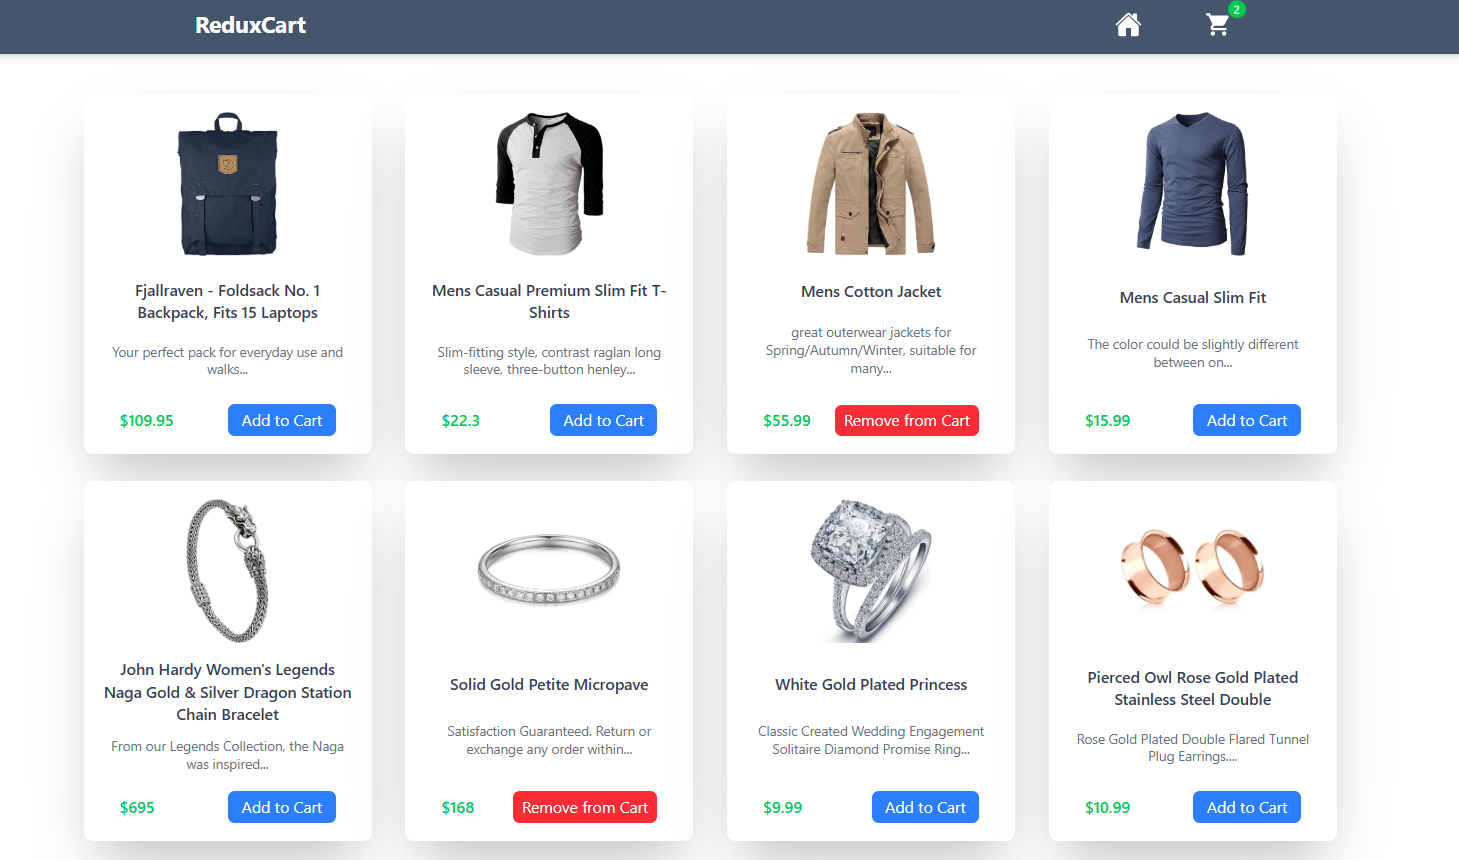 ReduxCart
2
Fjallraven - Foldsack No. 1
Backpack, Fits 15 Laptops
Your perfect pack for everyday use and
walks...
$109.95
Add to Cart
Mens Casual Premium Slim Fit T-
Shirts
Slim-fitting style, contrast raglan long
sleeve, three-button henley...
$22.3
Add to Cart
Mens Cotton Jacket
great outerwear jackets for
Spring/Autumn/Winter, suitable for
many...
$55.99
Remove from Cart
Mens Casual Slim Fit
The color could be slightly different
between on...
$15.99
Add to Cart
John Hardy Women's Legends
Naga Gold & Silver Dragon Station
Chain Bracelet
From our Legends Collection, the Naga
was inspired...
$695
Add to Cart
Solid Gold Petite Micropave
Satisfaction Guaranteed. Return or
exchange any order within...
$168
Remove from Cart
White Gold Plated Princess
Classic Created Wedding Engagement
Solitaire Diamond Promise Ring...
$9.99
Add to Cart
Pierced Owl Rose Gold Plated
Stainless Steel Double
Rose Gold Plated Double Flared Tunnel
Plug Earrings....
$10.99
Add to Cart